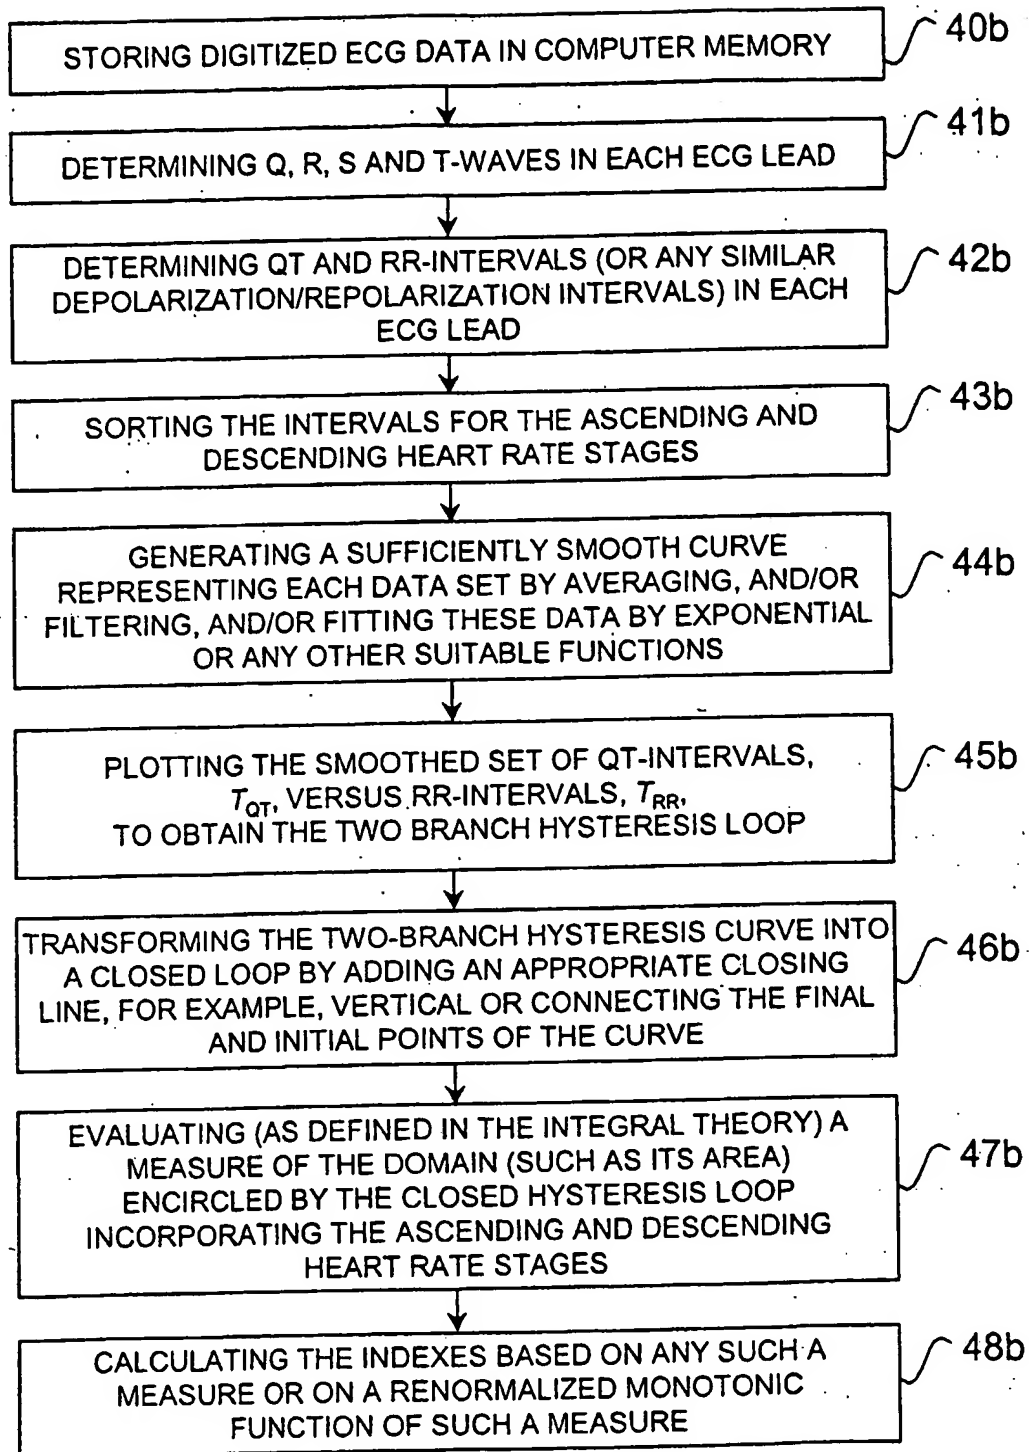 STORING DIGITIZED ECG DATA IN COMPUTER MEMORY
40b
DETERMINING Q, R, S AND T-WAVES IN EACH ECG LEAD
41b
DETERMINING QT AND RR-INTERVALS (OR ANY SIMILAR
DEPOLARIZATION/REPOLARIZATION INTERVALS) IN EACH
ECG LEAD
42b
SORTING THE INTERVALS FOR THE ASCENDING AND
DESCENDING HEART RATE STAGES
43b
GENERATING A SUFFICIENTLY SMOOTH CURVE
REPRESENTING EACH DATA SET BY AVERAGING, AND/OR
FILTERING, AND/OR FITTING THESE DATA BY EXPONENTIAL
OR ANY OTHER SUITABLE FUNCTIONS
44b
PLOTTING THE SMOOTHED SET OF QT-INTERVALS,
T_QT, VERSUS RR-INTERVALS, T_RR,
TO OBTAIN THE TWO BRANCH HYSTERESIS LOOP
45b
TRANSFORMING THE TWO-BRANCH HYSTERESIS CURVE INTO
A CLOSED LOOP BY ADDING AN APPROPRIATE CLOSING
LINE, FOR EXAMPLE, VERTICAL OR CONNECTING THE FINAL
AND INITIAL POINTS OF THE CURVE
46b
EVALUATING (AS DEFINED IN THE INTEGRAL THEORY) A
MEASURE OF THE DOMAIN (SUCH AS ITS AREA)
ENCIRCLED BY THE CLOSED HYSTERESIS LOOP
INCORPORATING THE ASCENDING AND DESCENDING
HEART RATE STAGES
47b
CALCULATING THE INDEXES BASED ON ANY SUCH A
MEASURE OR ON A RENORMALIZED MONOTONIC
FUNCTION OF SUCH A MEASURE
48b